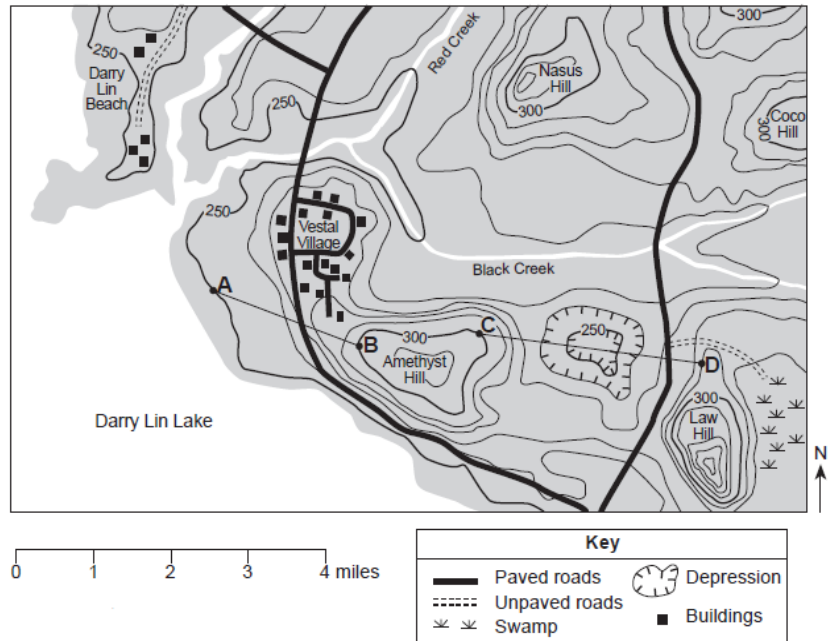 300
250
Darry
Lin
Beach
Red Creek
Nasus
Hill
300
Coco
Hill
300
250
250
Vestal
Village
Black Creek
A
B
300
C
Amethyst
Hill
250
D
300
Law
Hill
Darry Lin Lake
N
0 1 2 3 4 miles
Key
Paved roads
Depression
Unpaved roads
Swamp
Buildings